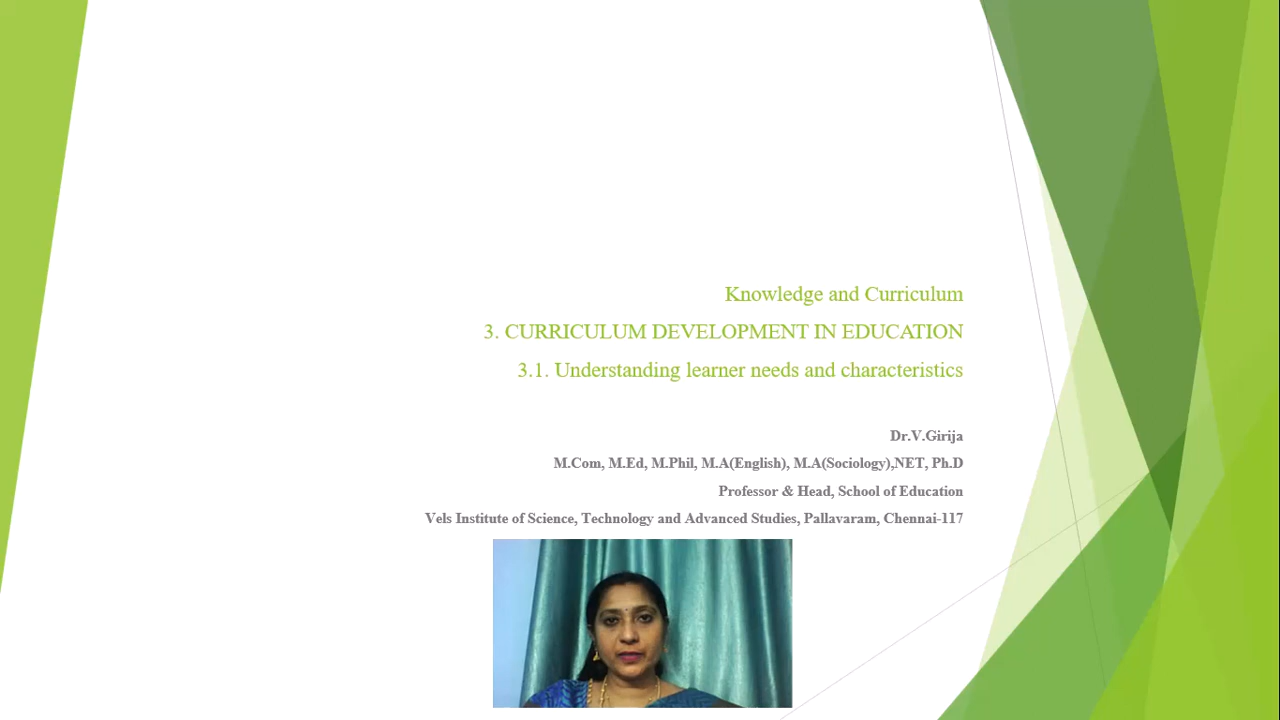 Knowledge and Curriculum
3. CURRICULUM DEVELOPMENT IN EDUCATION
3.1. Understanding learner needs and characteristics
Dr.V.Girija
M.Com, M.Ed, M.Phil, M.A(English), M.A(Sociology),NET, Ph.D
Professor & Head, School of Education
Vels Institute of Science, Technology and Advanced Studies, Pallavaram, Chennai-117